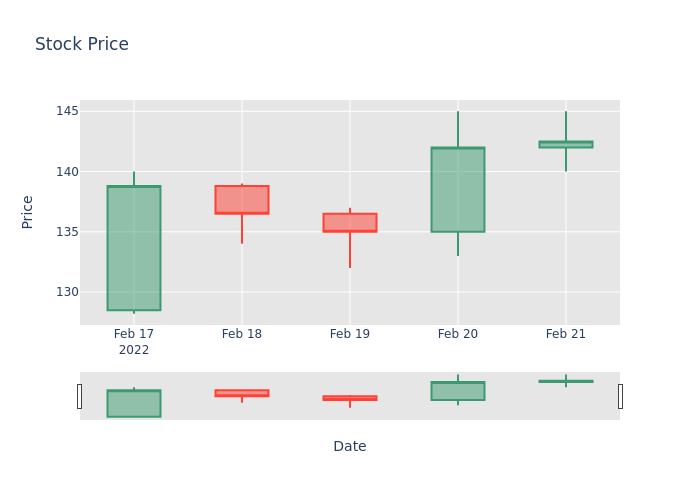 Stock Price
145
140
135
130
Price
Feb 17
2022
Feb 18
Feb 19
Feb 20
Feb 21
Date